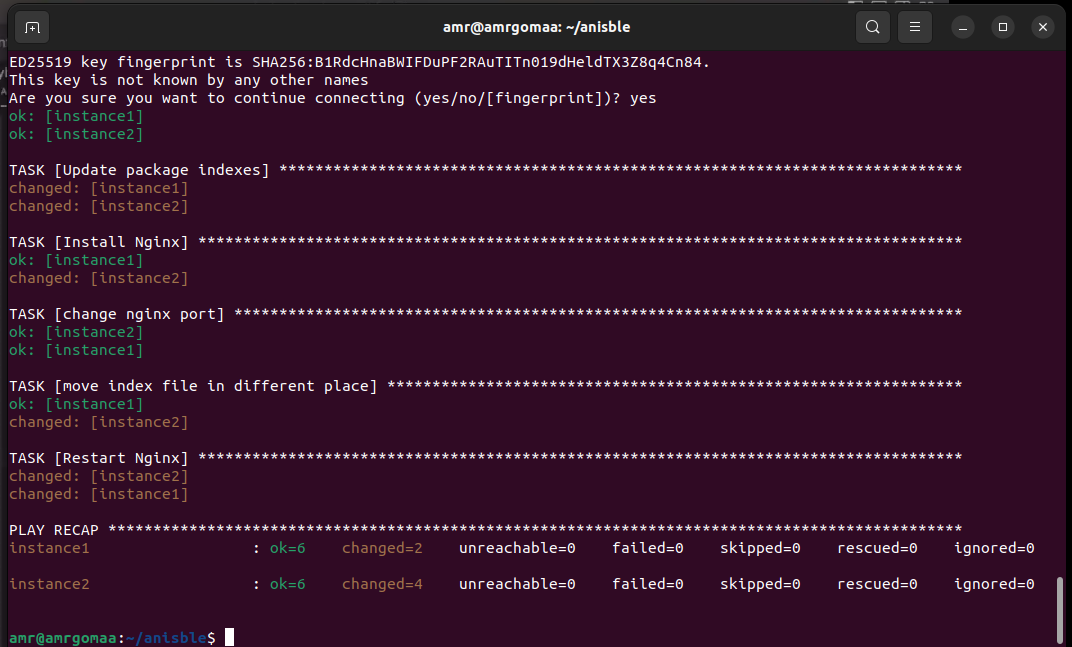 amr@amrgomaa: ~/anisble
ED25519 key fingerprint is SHA256:B1RdcHnaBWIFDuPF2RAuTITn019dHeldTX3Z8q4Cn84.
This key is not known by any other names
Are you sure you want to continue connecting (yes/no/[fingerprint])? yes
ok: [instance1]
ok: [instance2]
TASK [Update package indexes] ****************************************************************************
changed: [instance1]
changed: [instance2]
TASK [Install Nginx] *************************************************************************************
ok: [instance1]
changed: [instance2]
TASK [change nginx port] *********************************************************************************
ok: [instance2]
ok: [instance1]
TASK [move index file in different place] ****************************************************************
ok: [instance1]
changed: [instance2]
TASK [Restart Nginx] *************************************************************************************
changed: [instance2]
changed: [instance1]
PLAY RECAP ***********************************************************************************************
instance1                  : ok=6    changed=2    unreachable=0    failed=0    skipped=0    rescued=0    ignored=0
instance2                  : ok=6    changed=4    unreachable=0    failed=0    skipped=0    rescued=0    ignored=0
amr@amrgomaa:~/anisble$